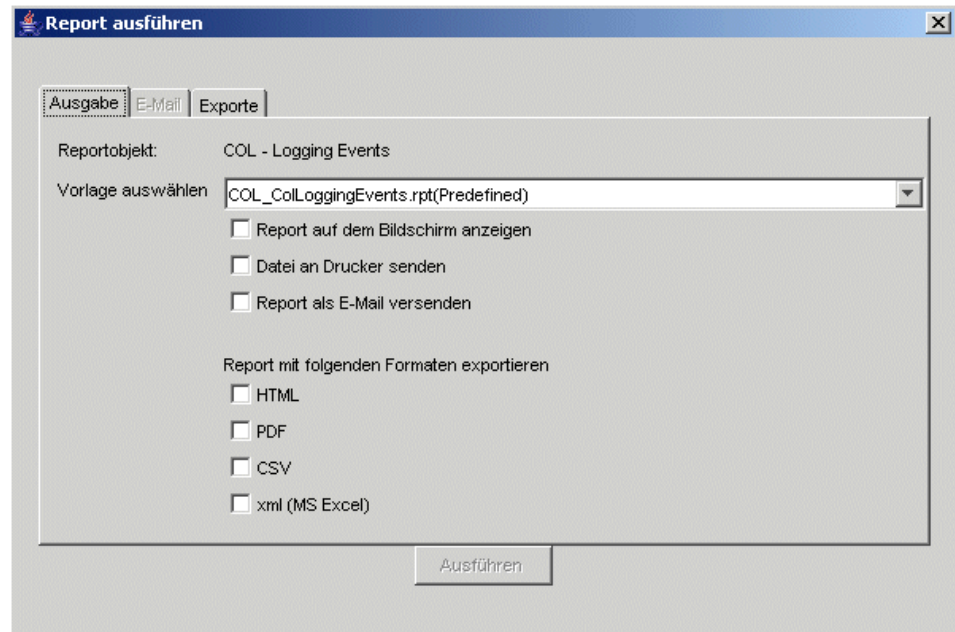 Report ausführen
Ausgabe E-Mail Exporte
Reportobjekt: COL - Logging Events
Vorlage auswählen COL_ColLoggingEvents.rpt(Predefined)
Report auf dem Bildschirm anzeigen
Datei an Drucker senden
Report als E-Mail versenden
Report mit folgenden Formaten exportieren
HTML
PDF
CSV
xml (MS Excel)
Ausführen